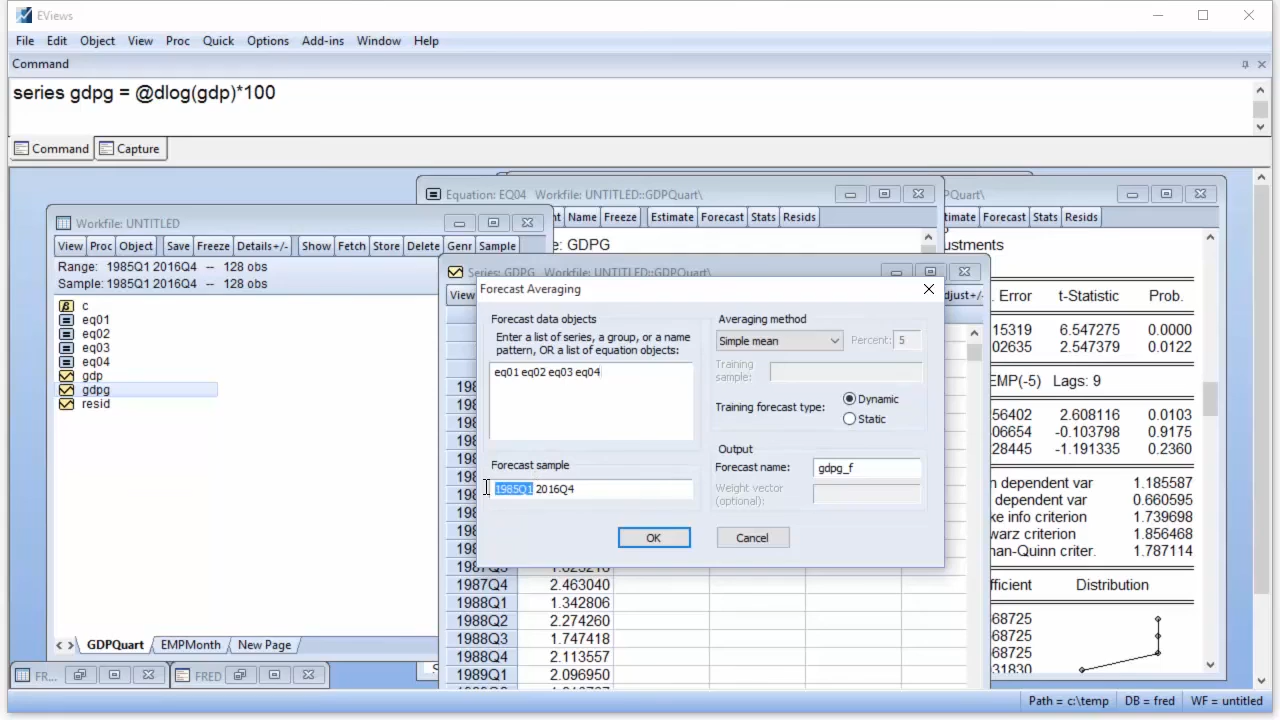 EViews
File Edit Object View Proc Quick Options Add-ins Window Help
Command
series gdpg = @dlog(gdp)*100
Command Capture
Equation: EQ04 Workfile: UNTITLED::GDPQuart\
Name Freeze Estimate Forecast Stats Resids
GDPG
Forecast Stats Resids
Workfile: UNTITLED
View Proc Object Save Freeze Details+/- Show Fetch Store Delete Genr Sample
Range: 1985Q1 2016Q4 -- 128 obs
Sample: 1985Q1 2016Q4 -- 128 obs
c
eq01
eq02
eq03
eq04
gdp
gdpg
resid
GDPQuart EMPMonth New Page
FR... FRED
Series: GDPG Workfile: UNTITLED::GDPQuart\
View
Forecast Averaging
Forecast data objects
Enter a list of series, a group, or a name
pattern, OR a list of equation objects:
eq01 eq02 eq03 eq04
Forecast sample
1985Q1 2016Q4
Averaging method
Simple mean Percent: 5
Training
sample:
Training forecast type: Dynamic
Static
Output
Forecast name: gdpg_f
Weight vector
(optional):
OK Cancel
1987Q4 2.463040
1988Q1 1.342806
1988Q2 2.274260
1988Q3 1.747418
1988Q4 2.113557
1989Q1 2.096950
Error t-Statistic Prob.
15319 6.547275 0.0000
02635 2.547379 0.0122
EMP(-5) Lags: 9
56402 2.608116 0.0103
06654 -0.103798 0.9175
28445 -1.191335 0.2360
dependent var 1.185587
dependent var 0.660595
info criterion 1.739698
criterion 1.856468
criter. 1.787114
Distribution
68725
68725
68725
31830
Path = c:\temp DB = fred WF = untitled